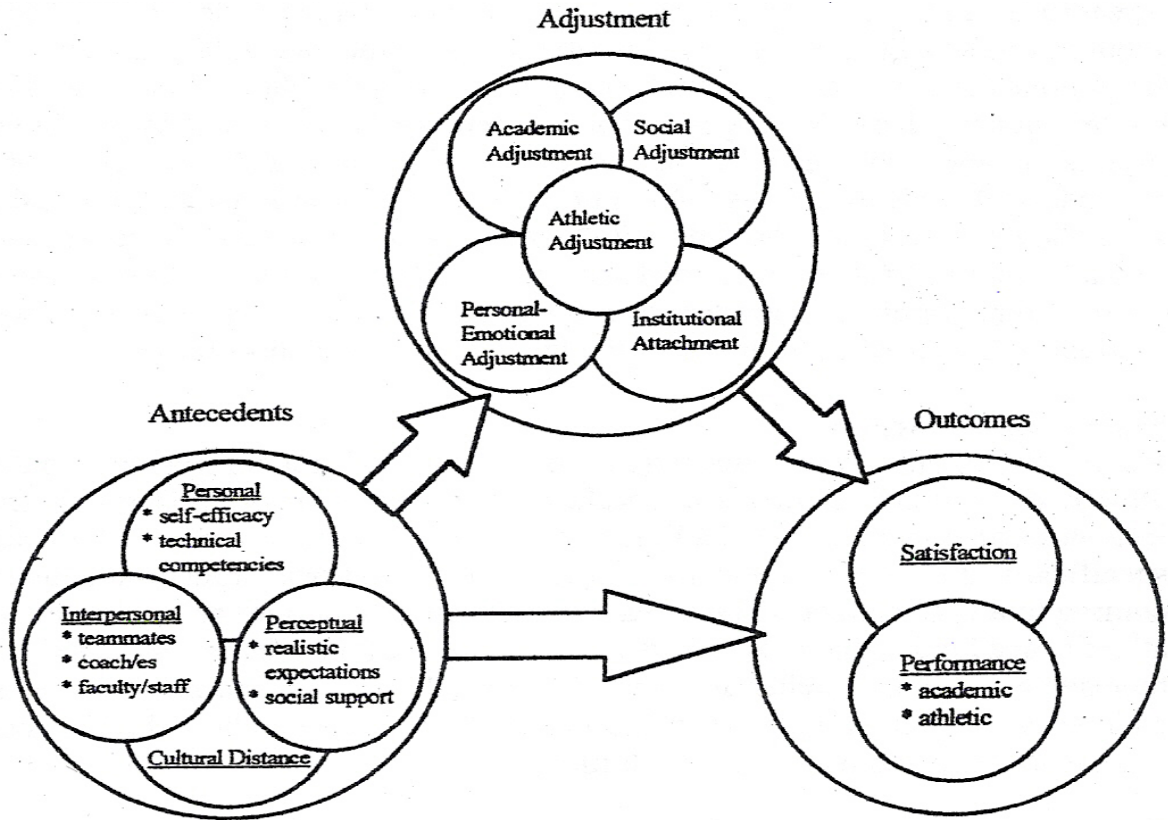 Adjustment
Academic
Adjustment
Social
Adjustment
Athletic
Adjustment
Personal-
Emotional
Adjustment
Institutional
Attachment
Antecedents
Personal
* self-efficacy
* technical
competencies
Interpersonal
* teammates
* coach/es
* faculty/staff
Perceptual
* realistic
expectations
* social support
Cultural Distance
Outcomes
Satisfaction
Performance
* academic
* athletic